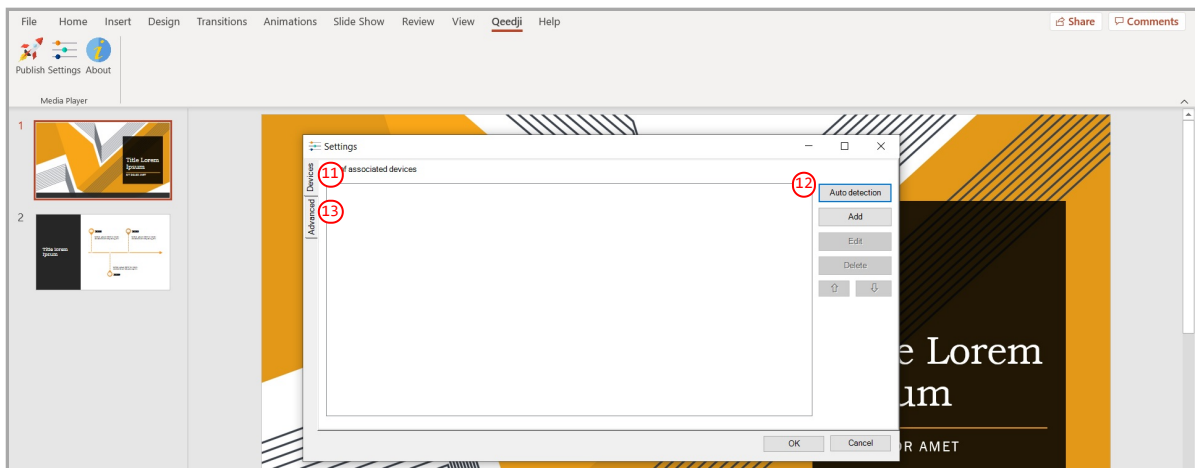 File Home Insert Design Transitions Animations Slide Show Review View Qeedji Help Share Comments
Publish Settings About
Media Player
1
Title Lorem
Ipsum
2
Title lorem
Ipsum
Settings
Devices
Advanced
11
of associated devices
12
13
Auto detection
Add
Edit
Delete
OK Cancel
e Lorem
um
OR AMET